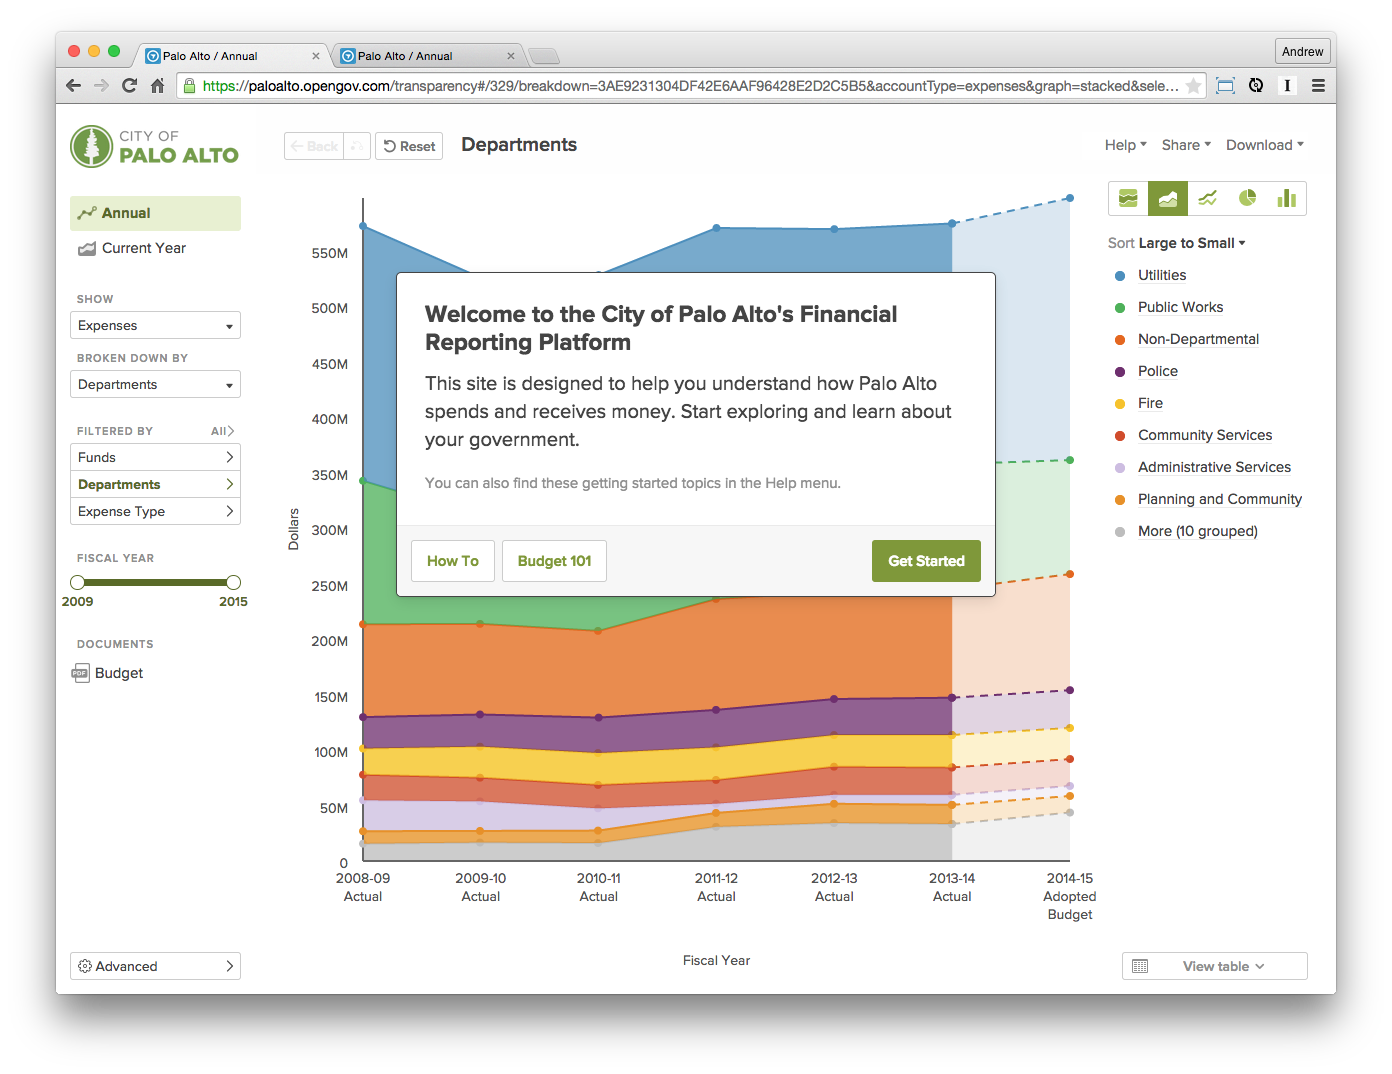 Palo Alto / Annual
Palo Alto / Annual
Andrew
https://paloalto.opengov.com/transparency#/329/breakdown=3AE9231304DF42E6AAF96428E2D2C5B5&accountType=expenses&graph=stacked&sele...
CITY OF
PALO ALTO
Back
Reset
Departments
Help
Share
Download
Annual
Current Year
SHOW
Expenses
BROKEN DOWN BY
Departments
FILTERED BY
All
Funds
Departments
Expense Type
FISCAL YEAR
2009
2015
DOCUMENTS
PDF
Budget
Advanced
550M
500M
450M
400M
350M
300M
250M
200M
150M
100M
50M
0
Dollars
Welcome to the City of Palo Alto's Financial
Reporting Platform
This site is designed to help you understand how Palo Alto
spends and receives money. Start exploring and learn about
your government.
You can also find these getting started topics in the Help menu.
How To
Budget 101
Get Started
2008-09
Actual
2009-10
Actual
2010-11
Actual
2011-12
Actual
2012-13
Actual
2013-14
Actual
2014-15
Adopted
Budget
Fiscal Year
Sort Large to Small
Utilities
Public Works
Non-Departmental
Police
Fire
Community Services
Administrative Services
Planning and Community
More (10 grouped)
View table